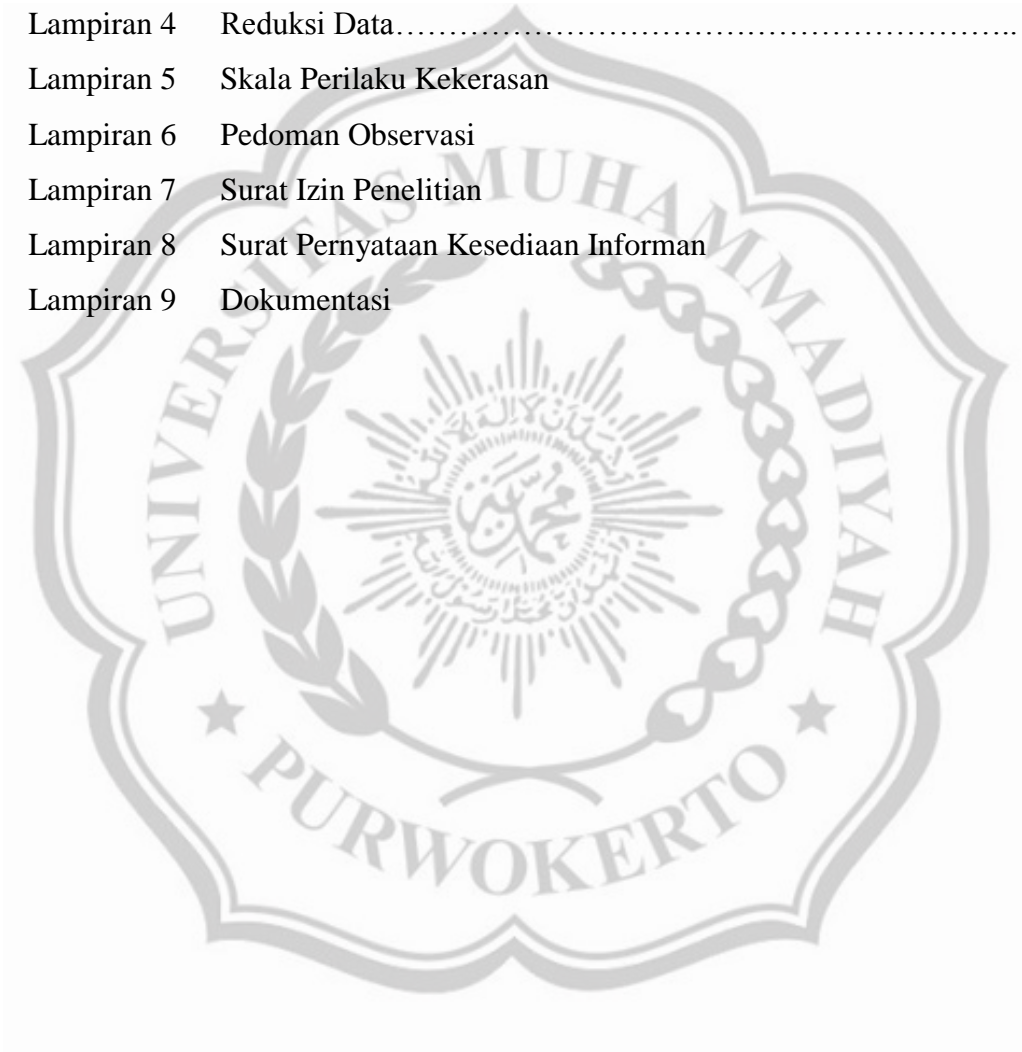 Lampiran 4 Reduksi Data…………………………………………………..
Lampiran 5 Skala Perilaku Kekerasan
Lampiran 6 Pedoman Observasi
Lampiran 7 Surat Izin Penelitian
Lampiran 8 Surat Pernyataan Kesediaan Informan
Lampiran 9 Dokumentasi
UNIVERSITAS MUHAMMADIYAH
PURWOKERTO